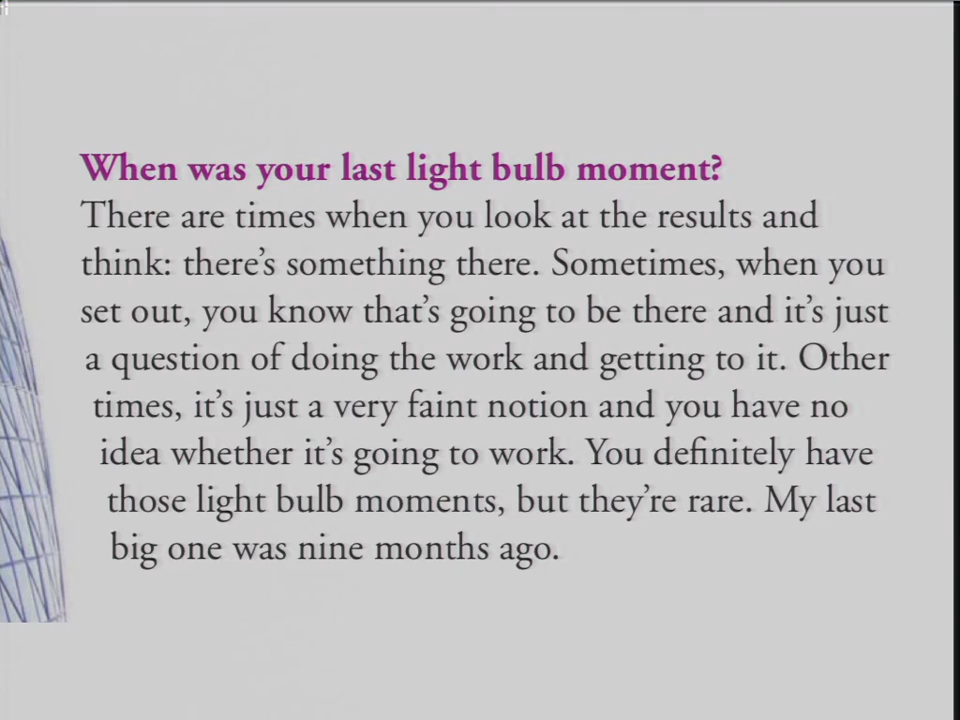 When was your last light bulb moment?
There are times when you look at the results and
think: there’s something there. Sometimes, when you
set out, you know that’s going to be there and it’s just
a question of doing the work and getting to it. Other
times, it’s just a very faint notion and you have no
idea whether it’s going to work. You definitely have
those light bulb moments, but they’re rare. My last
big one was nine months ago.